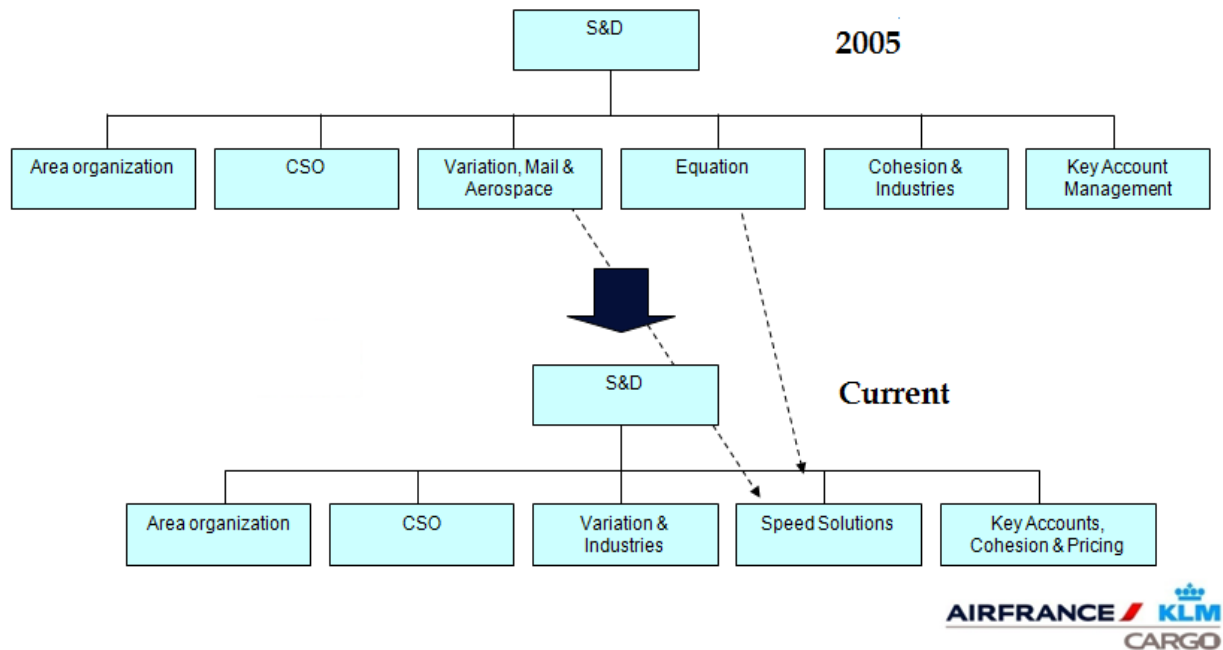 S&D
2005
Area organization
CSO
Variation, Mail &
Aerospace
Equation
Cohesion &
Industries
Key Account
Management
S&D
Current
Area organization
CSO
Variation &
Industries
Speed Solutions
Key Accounts,
Cohesion & Pricing
AIRFRANCE KLM
CARGO